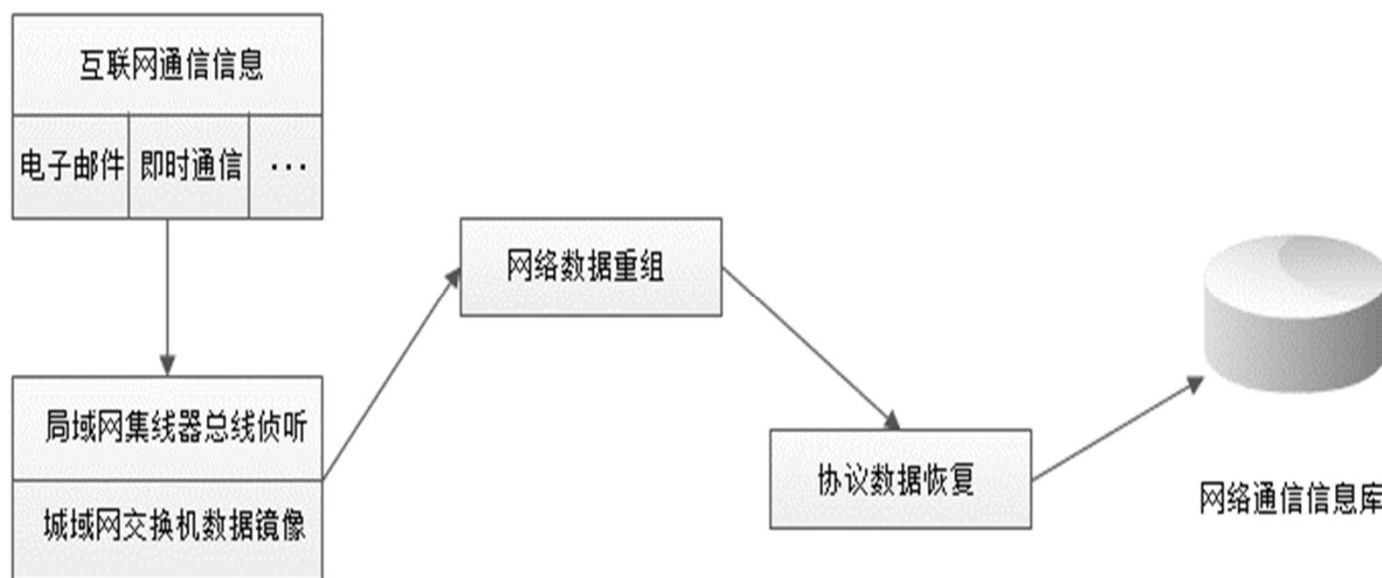 互联网通信信息
电子邮件 即时通信 ···
网络数据重组
局域网集线器总线侦听
城域网交换机数据镜像
协议数据恢复
网络通信信息库